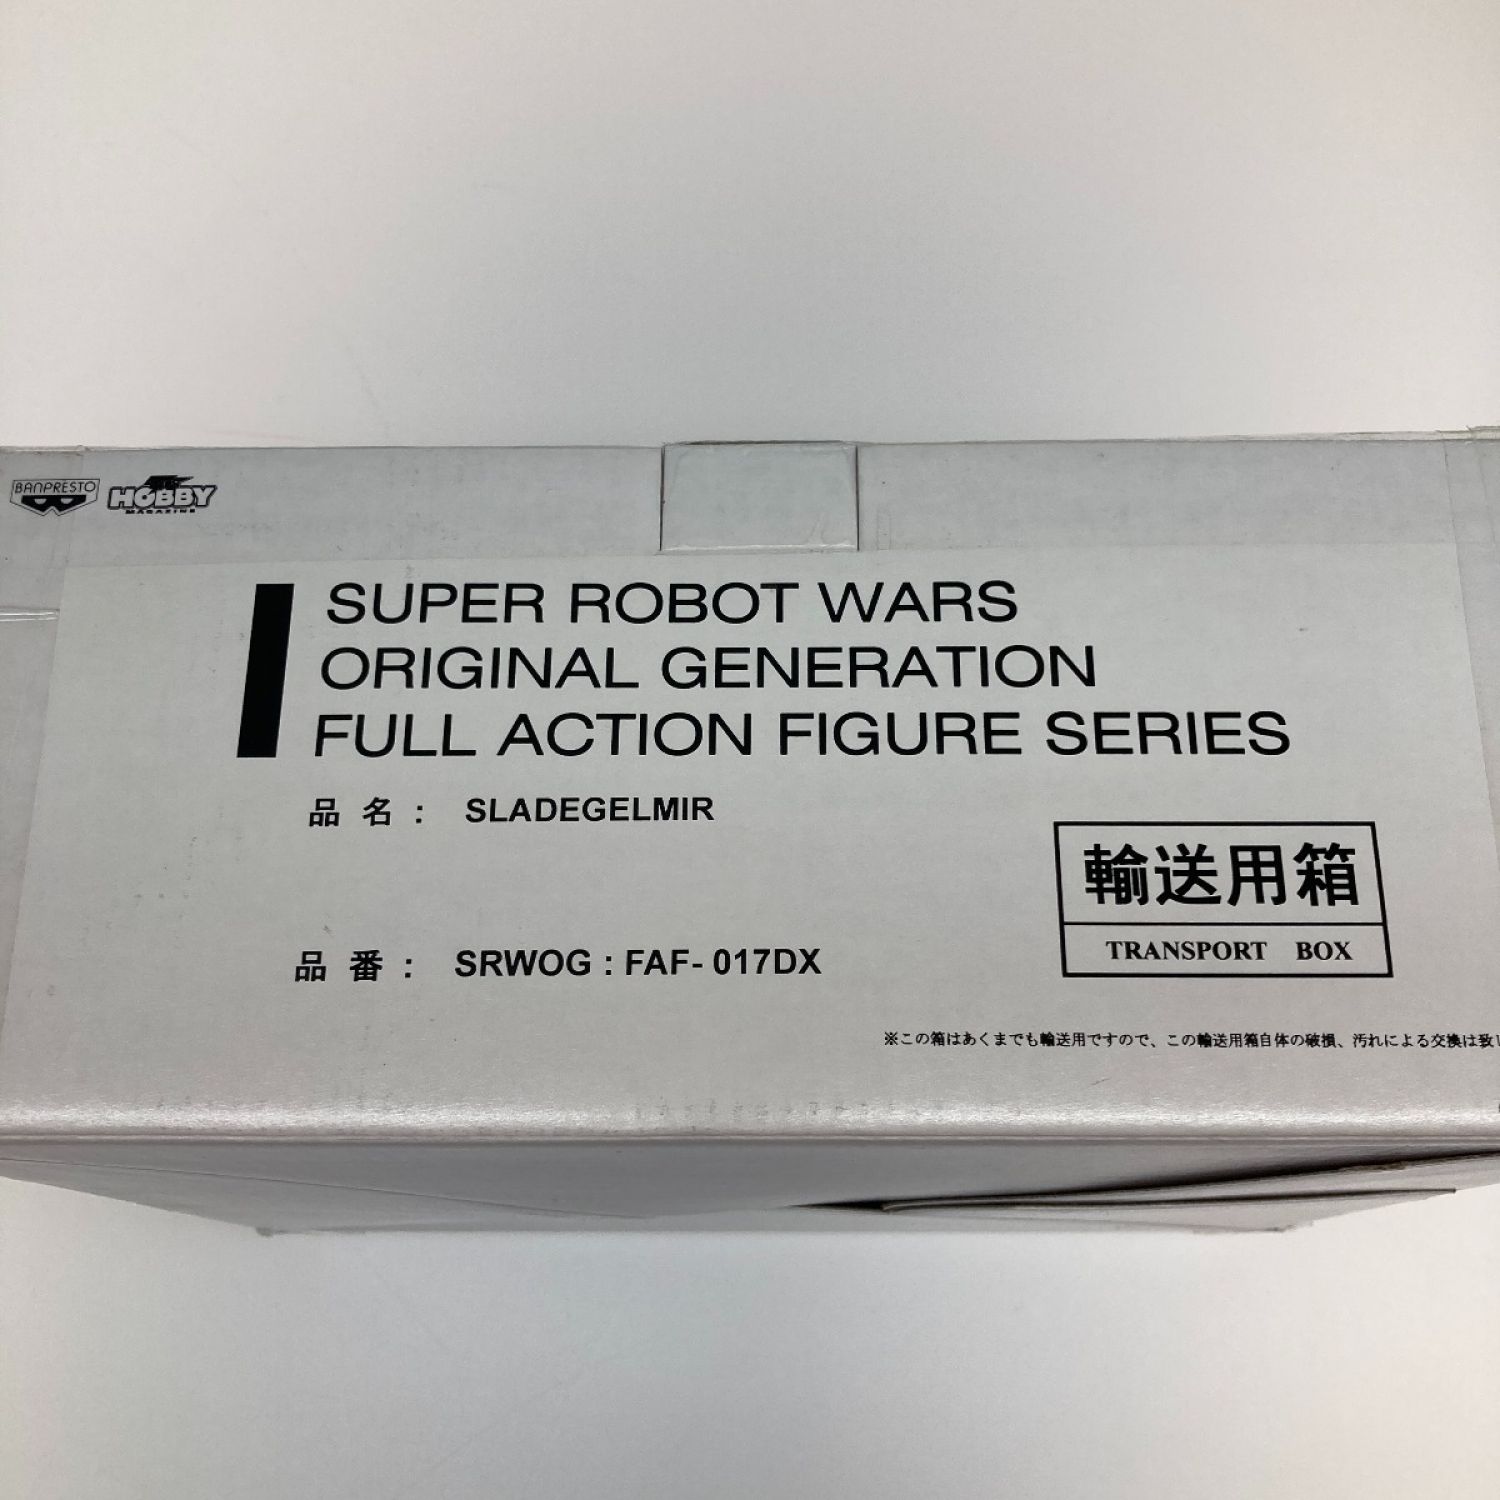 BANPRESTO
HOBBY
MAGAZINE
SUPER ROBOT WARS
ORIGINAL GENERATION
FULL ACTION FIGURE SERIES
品 名 : SLADEGELMIR
輸送用箱
TRANSPORT BOX
品 番 : SRWOG : FAF- 017DX
※この箱はあくまでも輸送用ですので、この輸送用箱自体の破損、汚れによる交換は致し